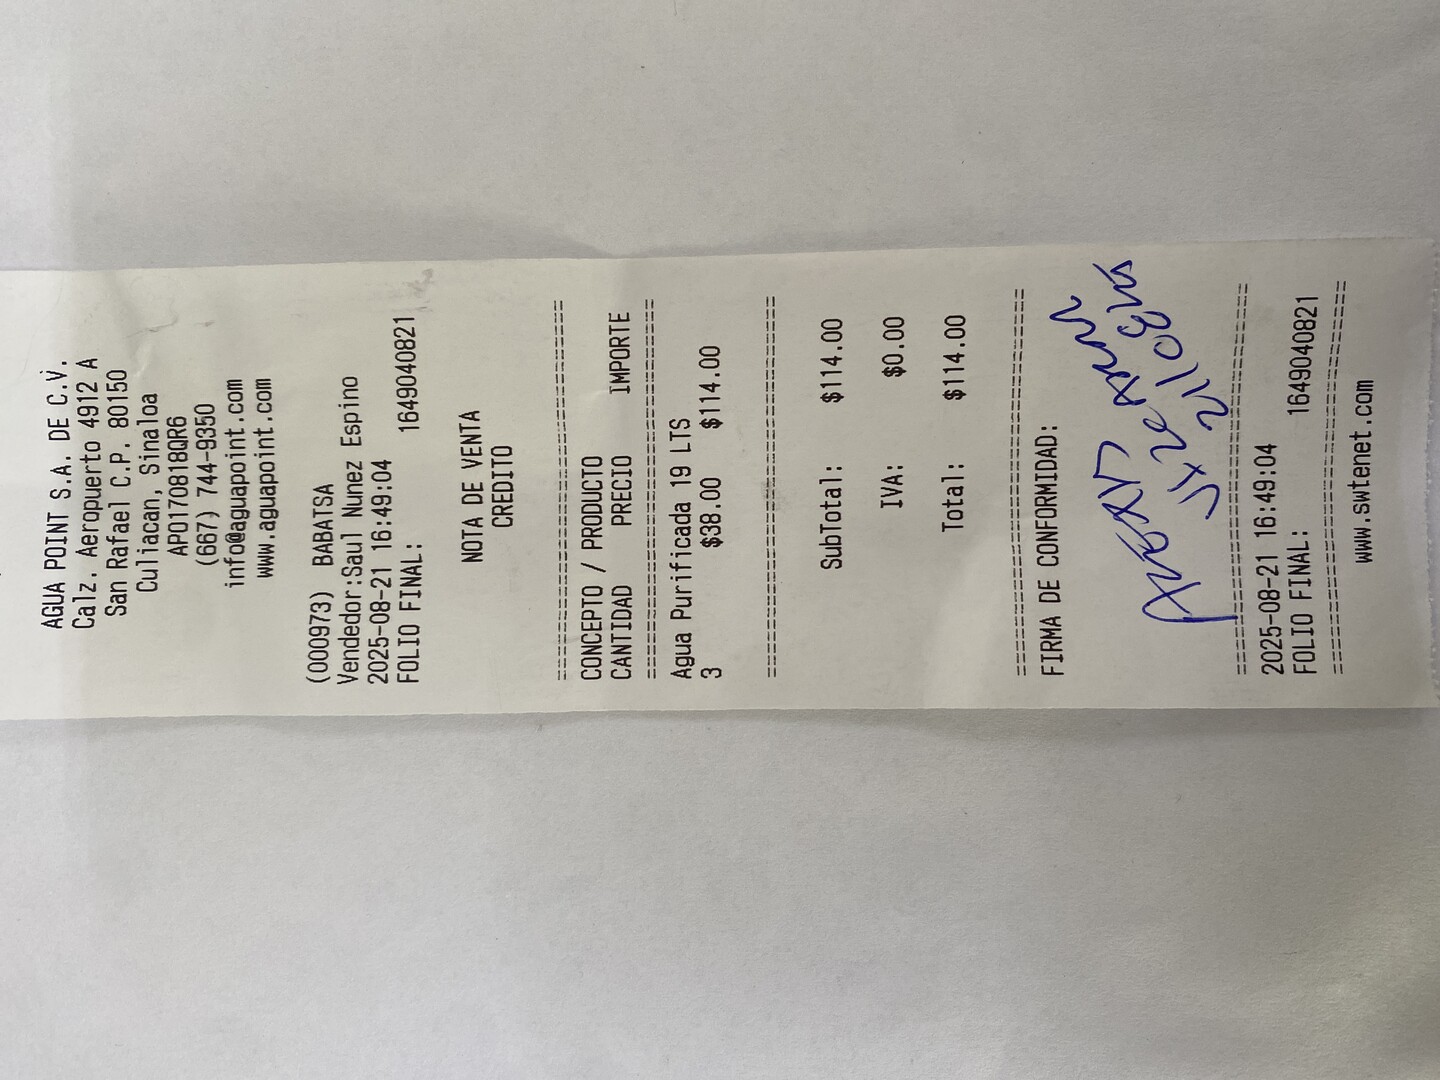 AGUA POINT S.A. DE C.V.
Calz. Aeropuerto 4912 A
San Rafael C.P. 80150
Culiacan, Sinaloa
APO170818QR6
(667) 744-9350
info@aguapoint.com
www.aguapoint.com
(000973) BABATSA
Vendedor:Saul Nunez Espino
2025-08-21 16:49:04
FOLIO FINAL: 1649040821
NOTA DE VENTA
CREDITO
==========================================
CONCEPTO / PRODUCTO
CANTIDAD PRECIO IMPORTE
==========================================
Agua Purificada 19 LTS
3 $38.00 $114.00
==========================================
SubTotal: $114.00
IVA: $0.00
Total: $114.00
==========================================
FIRMA DE CONFORMIDAD:
21/08/25
==========================================
2025-08-21 16:49:04
FOLIO FINAL: 1649040821
==========================================
www.swtenet.com